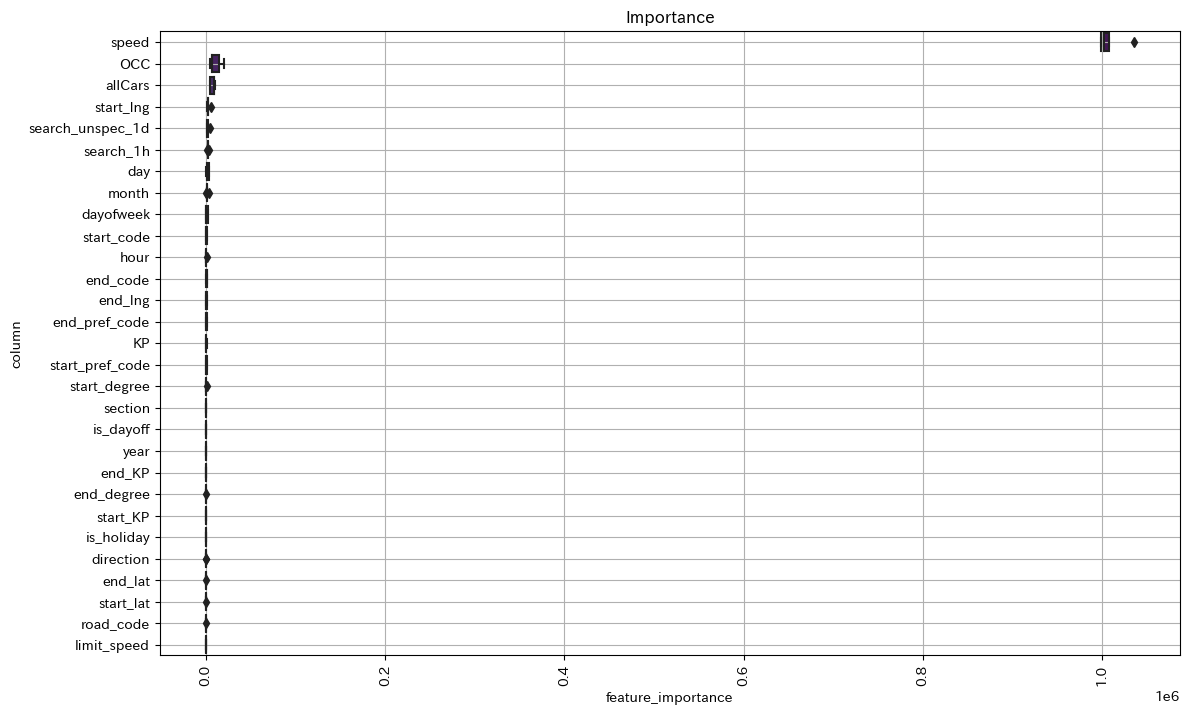 Importance
speed
OCC
allCars
start_lng
search_unspec_1d
search_1h
day
month
dayofweek
start_code
hour
end_code
end_lng
end_pref_code
KP
start_pref_code
start_degree
section
is_dayoff
year
end_KP
end_degree
start_KP
is_holiday
direction
end_lat
start_lat
road_code
limit_speed
column
0.0 0.2 0.4 0.6 0.8 1.0
1e6
feature_importance